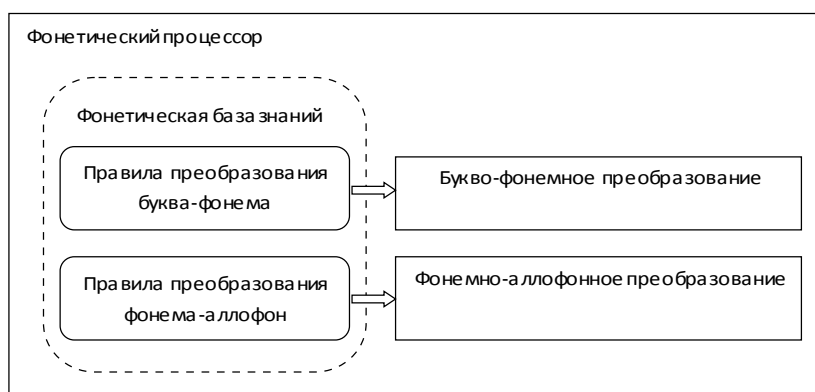 Фонетический процессор
Фонетическая база знаний
Правила преобразования
буква-фонема
Букво-фонемное преобразование
Правила преобразования
фонема-аллофон
Фонемно-аллофонное преобразование